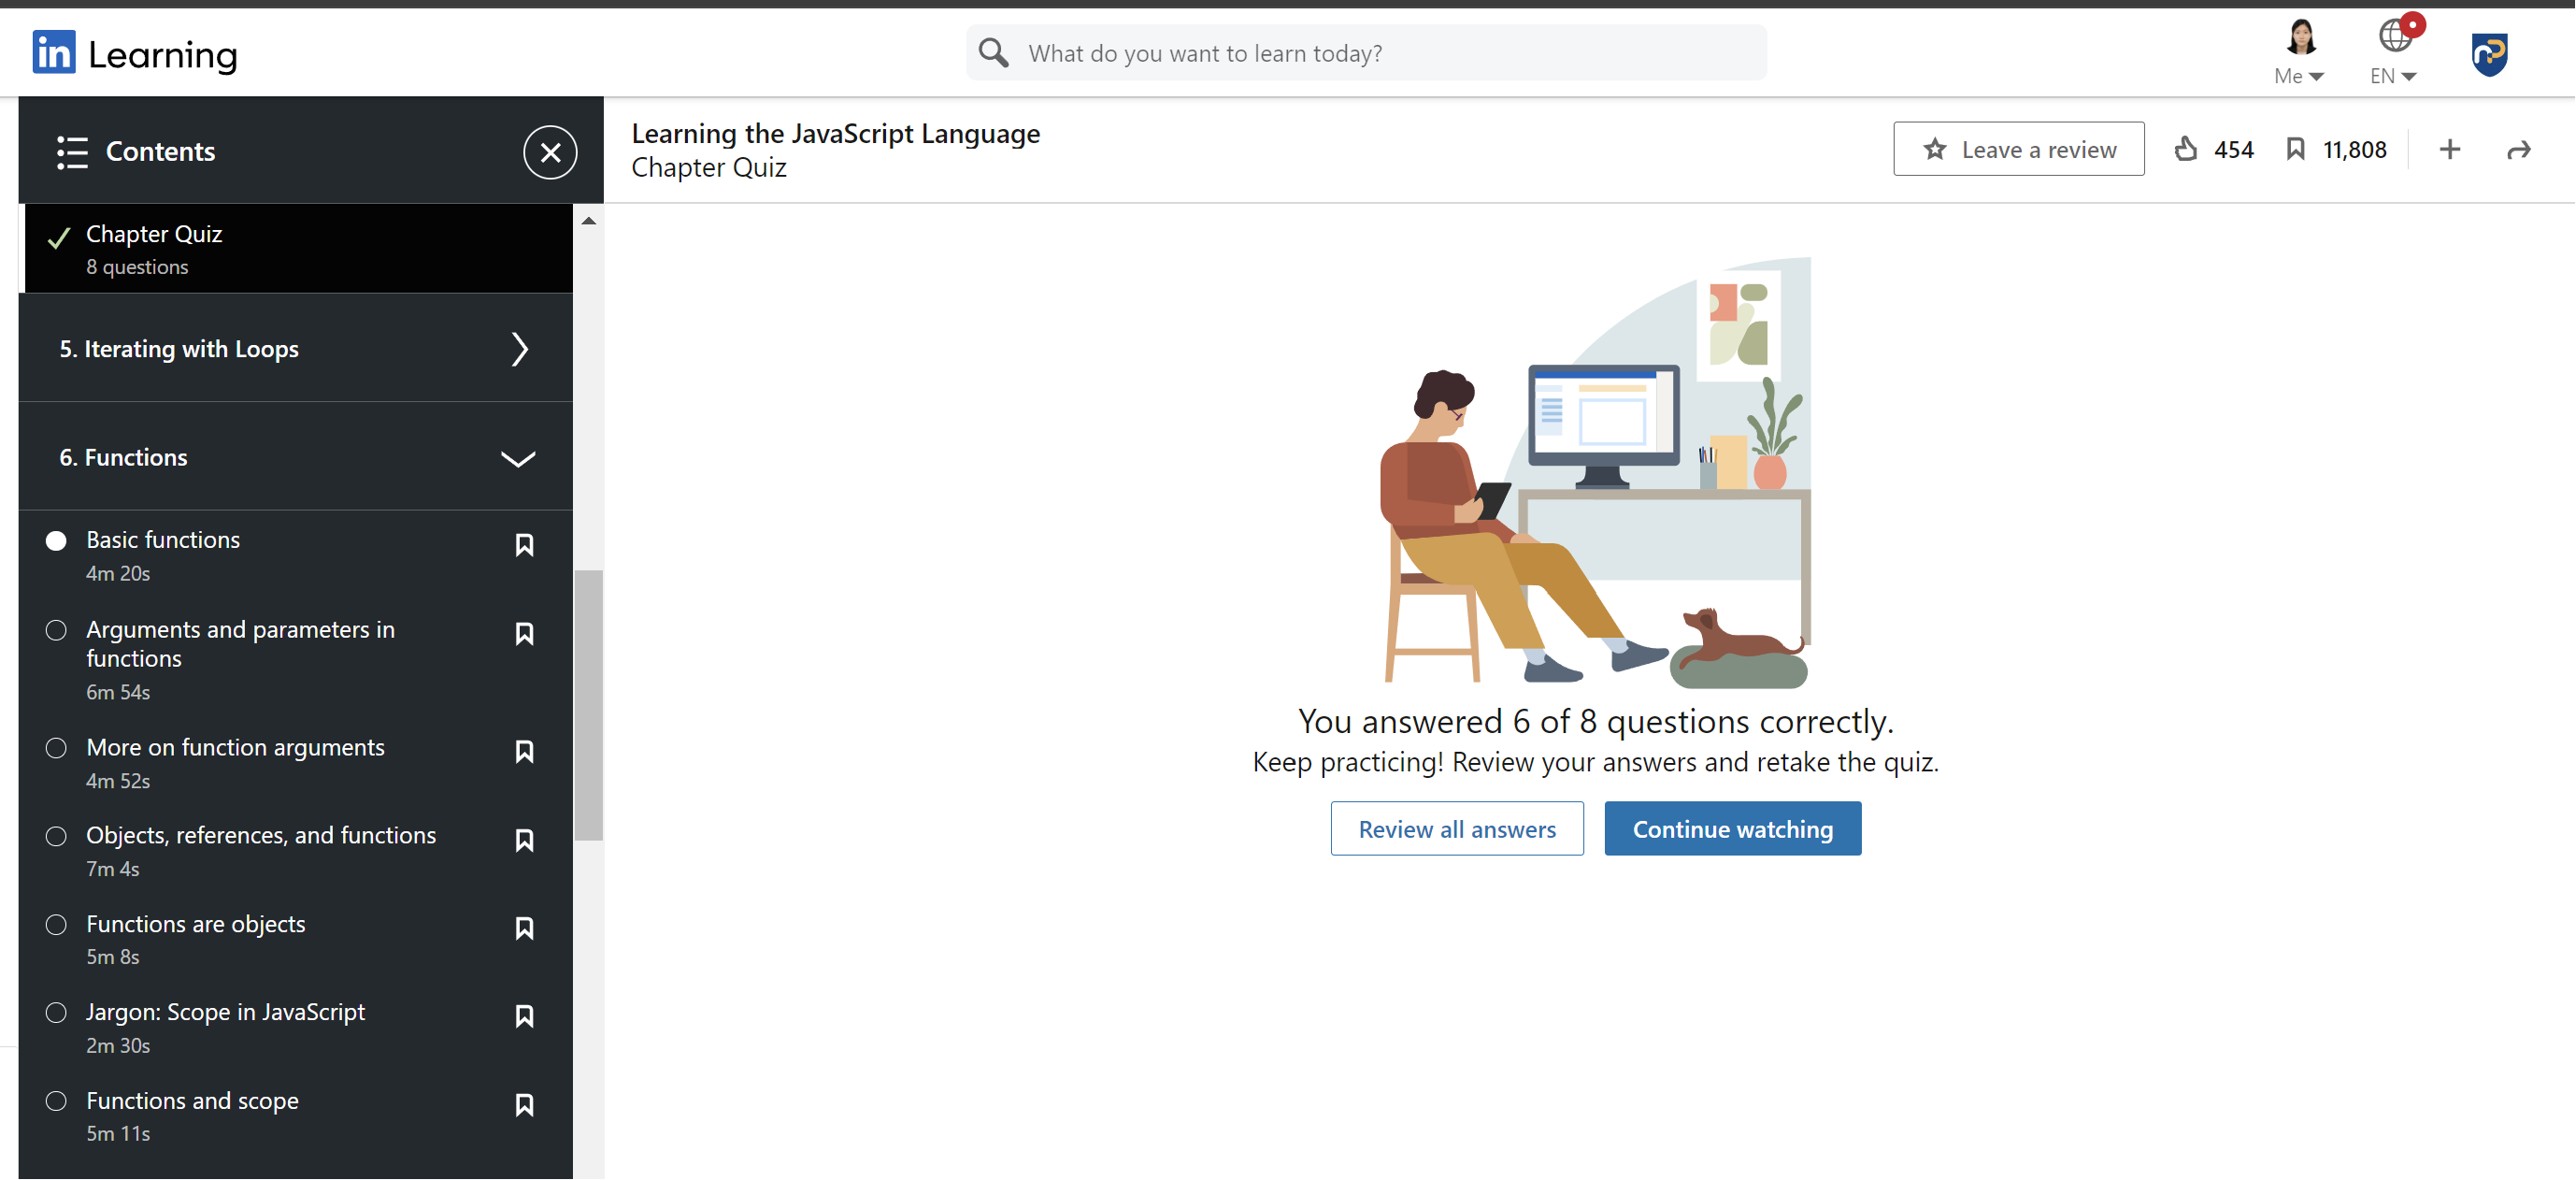 in Learning
What do you want to learn today?
Me
EN
Contents
Learning the JavaScript Language
Chapter Quiz
Leave a review
454
11,808
Chapter Quiz
8 questions
5. Iterating with Loops
6. Functions
Basic functions
4m 20s
Arguments and parameters in
functions
6m 54s
More on function arguments
4m 52s
Objects, references, and functions
7m 4s
Functions are objects
5m 8s
Jargon: Scope in JavaScript
2m 30s
Functions and scope
5m 11s
You answered 6 of 8 questions correctly.
Keep practicing! Review your answers and retake the quiz.
Review all answers
Continue watching